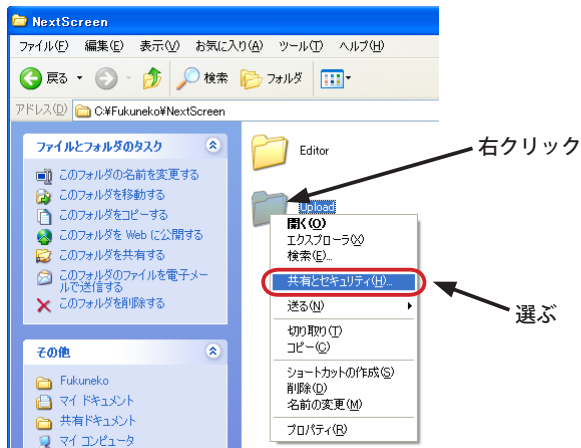 NextScreen
ファイル(F) 編集(E) 表示(V) お気に入り(A) ツール(T) ヘルプ(H)
戻る 検索 フォルダ
アドレス(D) C:¥Fukuneko¥NextScreen
ファイルとフォルダのタスク
このフォルダの名前を変更する
このフォルダを移動する
このフォルダをコピーする
このフォルダを Web に公開する
このフォルダを共有する
このフォルダのファイルを電子メー
ルで送信する
このフォルダを削除する
その他
Fukuneko
マイ ドキュメント
共有ドキュメント
マイ コンピュータ
Editor
Upload
右クリック
開く(O)
エクスプローラ(X)
検索(E)...
共有とセキュリティ(H)...
選ぶ
送る(N)
切り取り(T)
コピー(C)
ショートカットの作成(S)
削除(D)
名前の変更(M)
プロパティ(R)